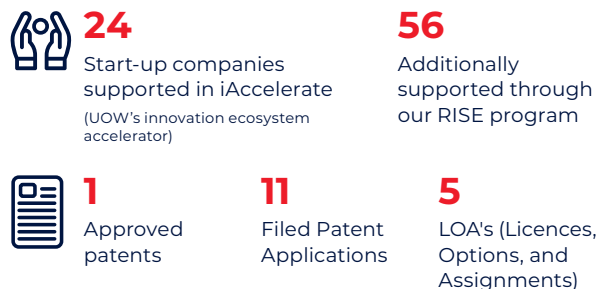 24
Start-up companies
supported in iAccelerate
(UOW’s innovation ecosystem
accelerator)
56
Additionally
supported through
our RISE program
1
Approved
patents
11
Filed Patent
Applications
5
LOA's (Licences,
Options, and
Assignments)